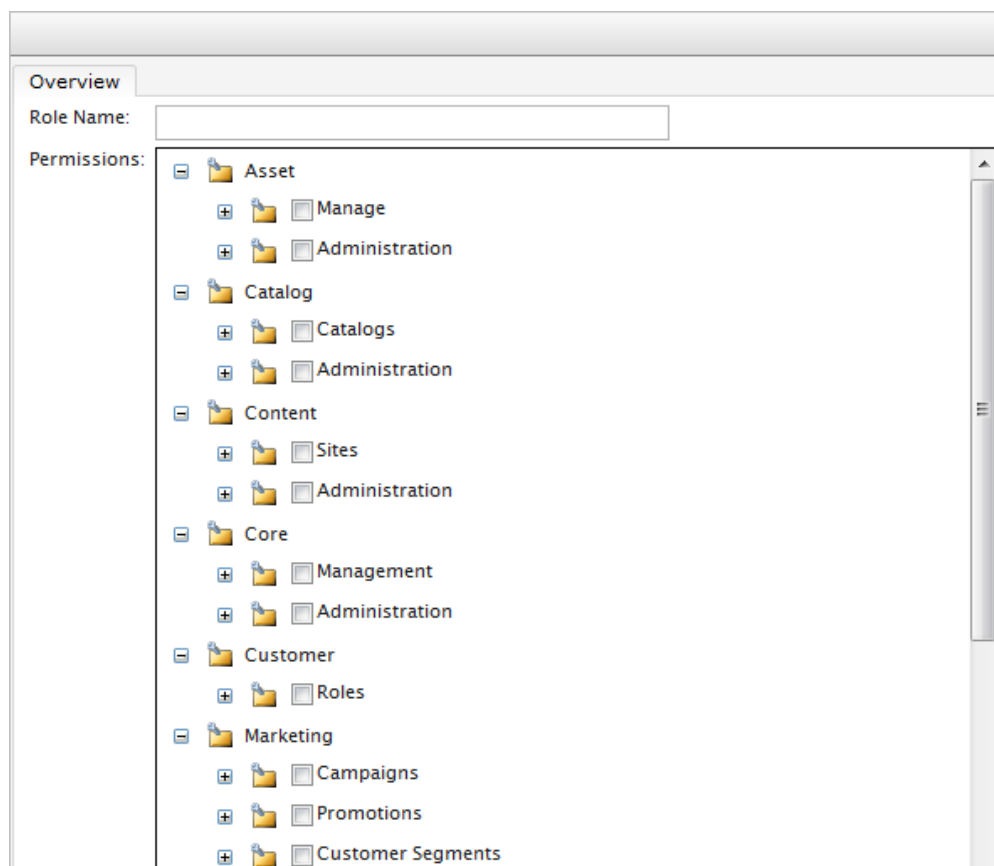 Overview
Role Name:
Permissions:
Asset
Manage
Administration
Catalog
Catalogs
Administration
Content
Sites
Administration
Core
Management
Administration
Customer
Roles
Marketing
Campaigns
Promotions
Customer Segments